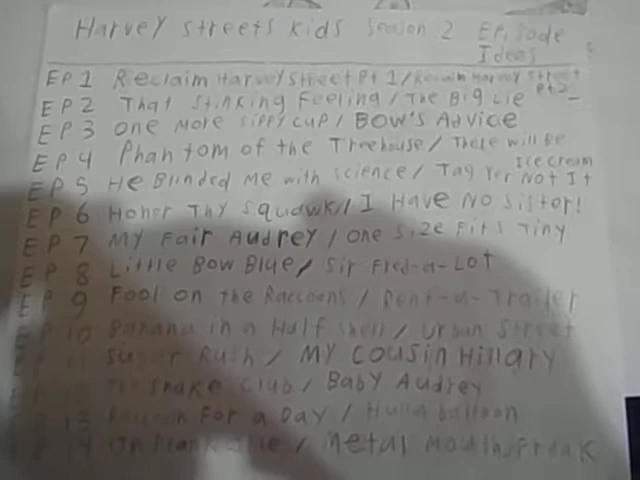 Harvey Streets Kids Season 2 Episode
Ideas
EP 1 Reclaim Harvey Street Pt 1 / Reclaim Harvey Street
Pt 2
EP 2 That Stinking Feeling / The Big Lie
EP 3 One More Sippy Cup / Bow's Advice
EP 4 Phantom of the Treehouse / There will Be
Ice cream
EP 5 He Blinded Me with science / Tag Yer Not It
EP 6 Honor Thy Squawk / I Have No Sister!
EP 7 My Fair Audrey / One Size Fits Tiny
EP 8 Little Bow Blue / Sir Fred-a-Lot
EP 9 Fool on the Raccoons / Rent-a-Trailer
EP 10 Banana in a Half Shell / Urban Street
Sugar Rush / My Cousin Hillary
The Snake Club / Baby Audrey
13 For a Day / Hullaballoon
14 / Metal Mouth Freak